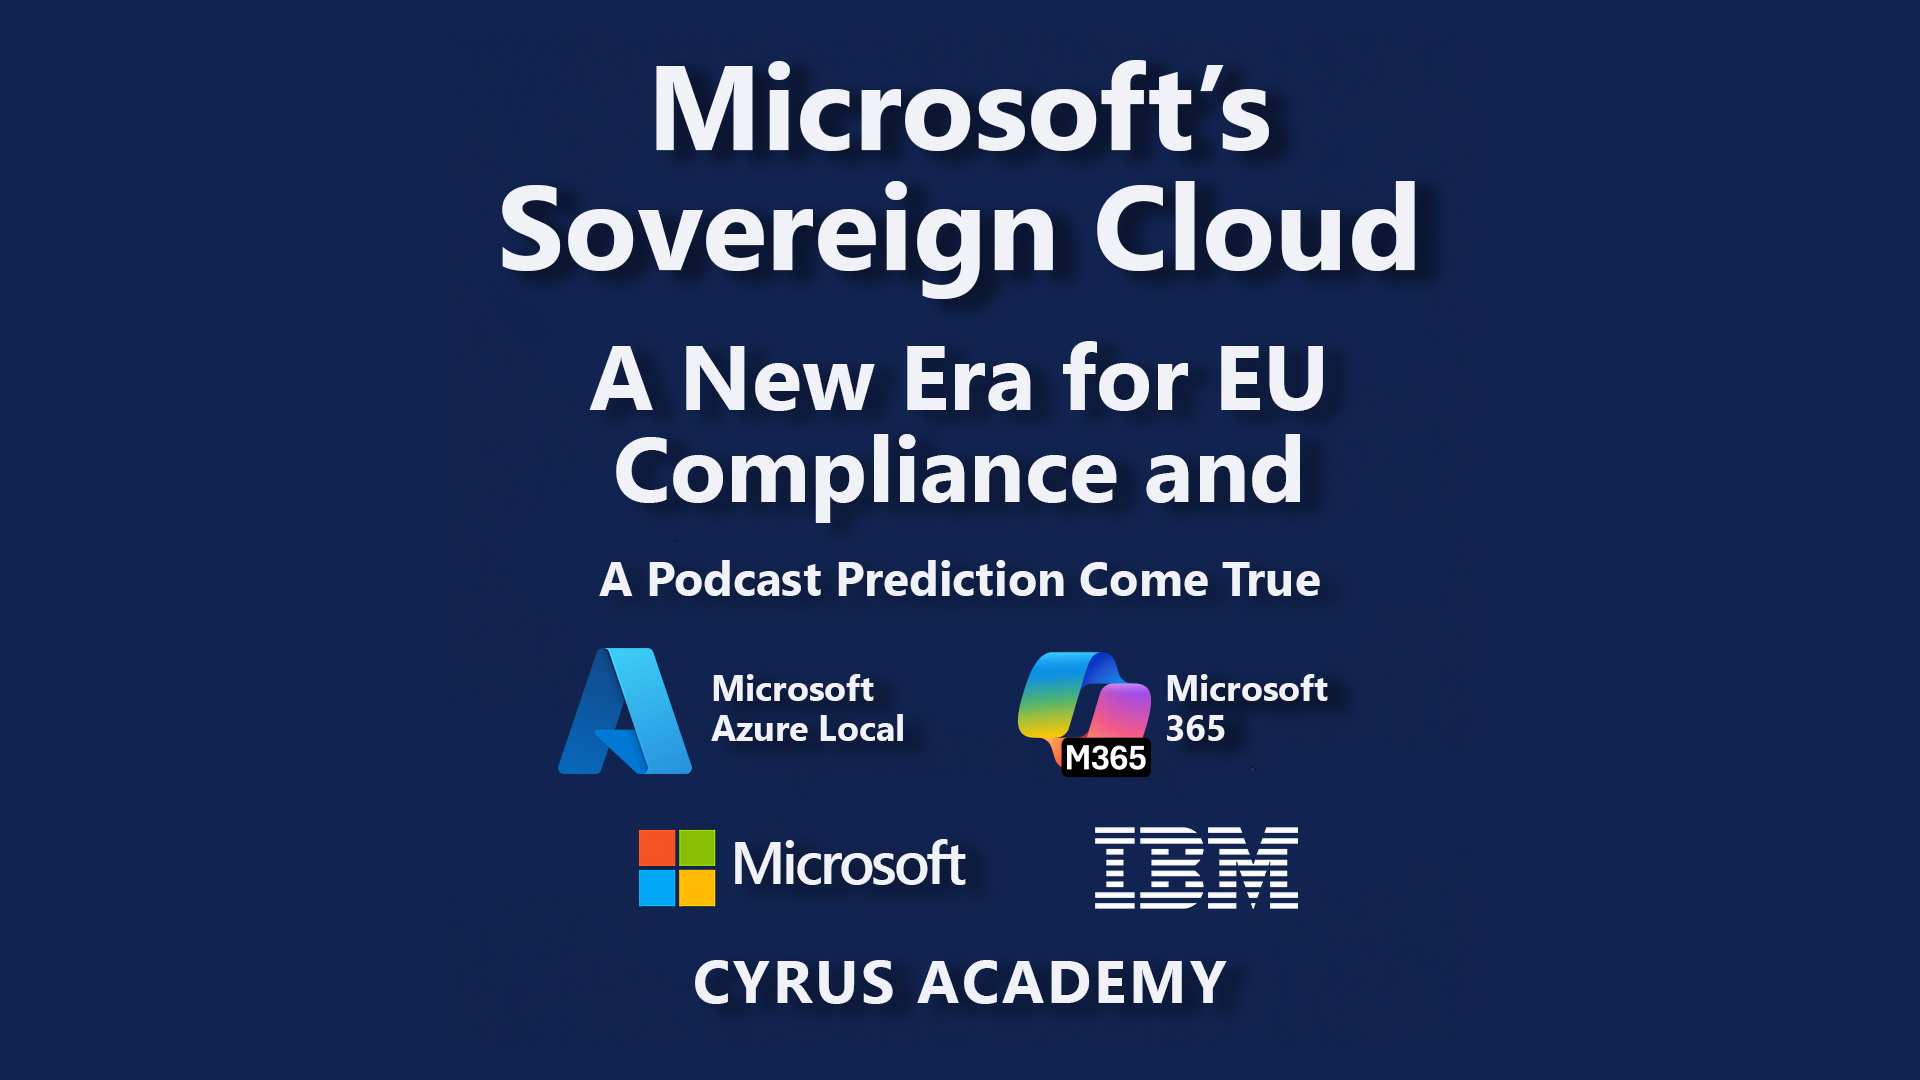 Microsoft’s
Sovereign Cloud
A New Era for EU
Compliance and
A Podcast Prediction Come True
Microsoft
Azure Local
M365
Microsoft
365
Microsoft
IBM
CYRUS ACADEMY